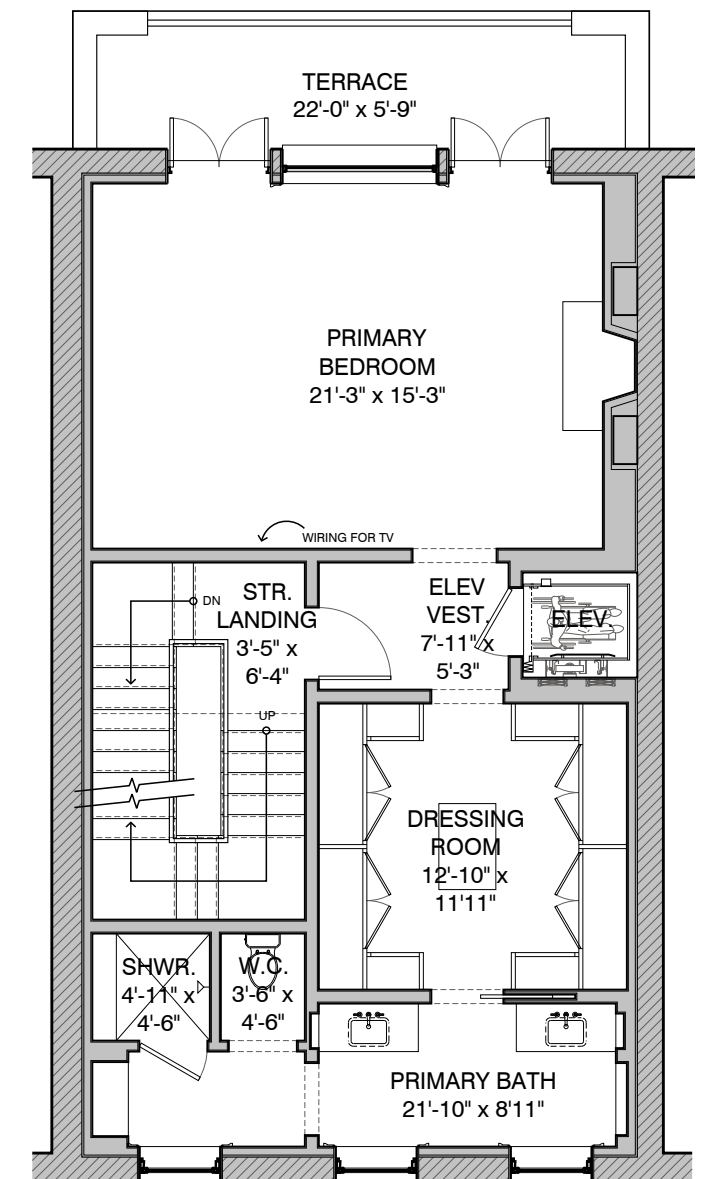 TERRACE
22'-0" x 5'-9"
PRIMARY
BEDROOM
21'-3" x 15'-3"
WIRING FOR TV
DN
STR.
LANDING
3'-5" x
6'-4"
UP
ELEV
VEST.
7'-11" x
5'-3"
ELEV.
DRESSING
ROOM
12'-10" x
11'11"
SHWR.
4'-11" x
4'-6"
W.C.
3'-6" x
4'-6"
PRIMARY BATH
21'-10" x 8'11"